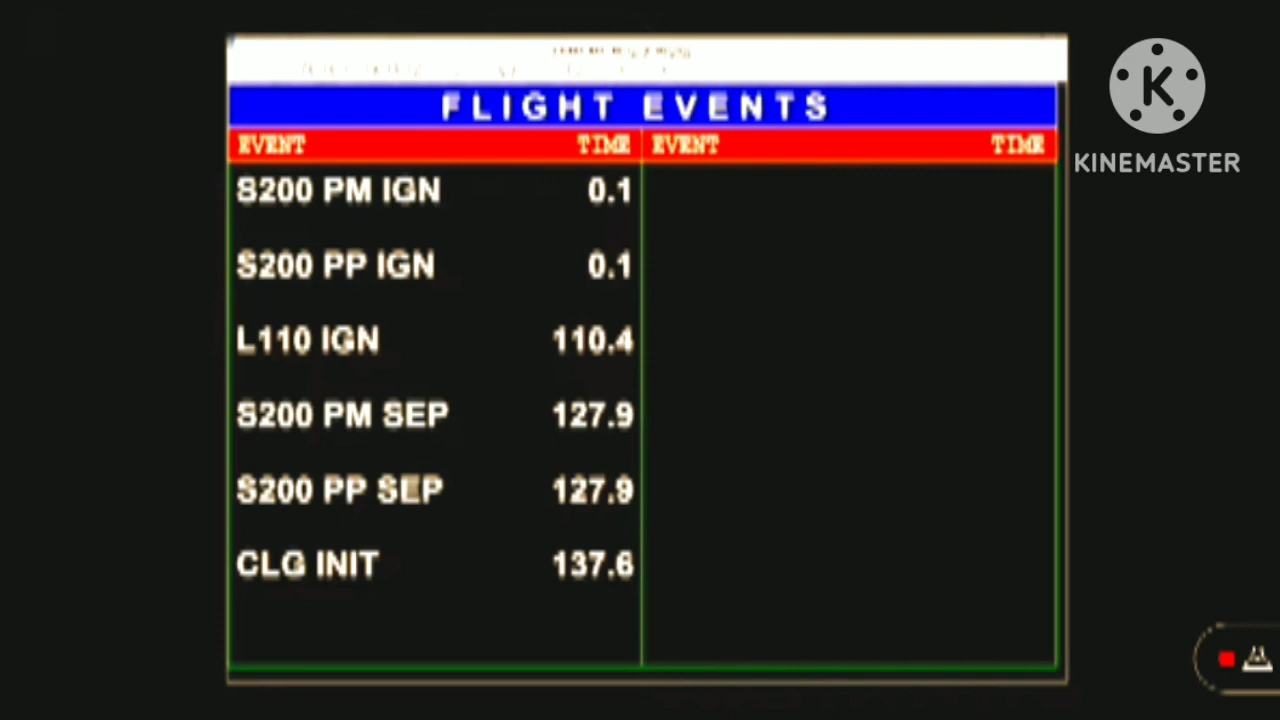 FLIGHT EVENTS
EVENT TIME EVENT TIME
S200 PM IGN 0.1
S200 PP IGN 0.1
L110 IGN 110.4
S200 PM SEP 127.9
S200 PP SEP 127.9
CLG INIT 137.6
KINEMASTER